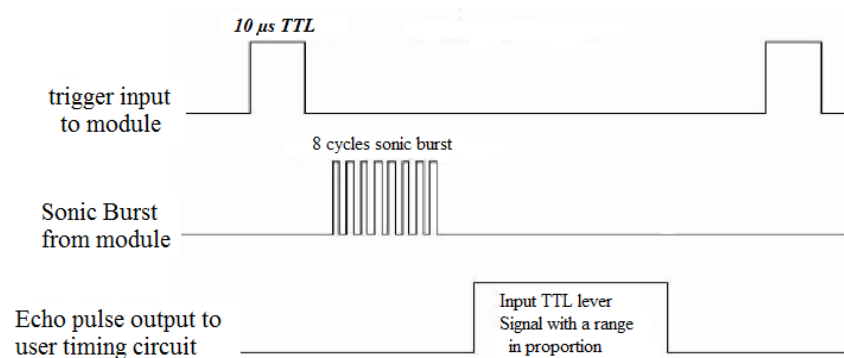 10 µs TTL
trigger input
to module
8 cycles sonic burst
Sonic Burst
from module
Echo pulse output to
user timing circuit
Input TTL lever
Signal with a range
in proportion